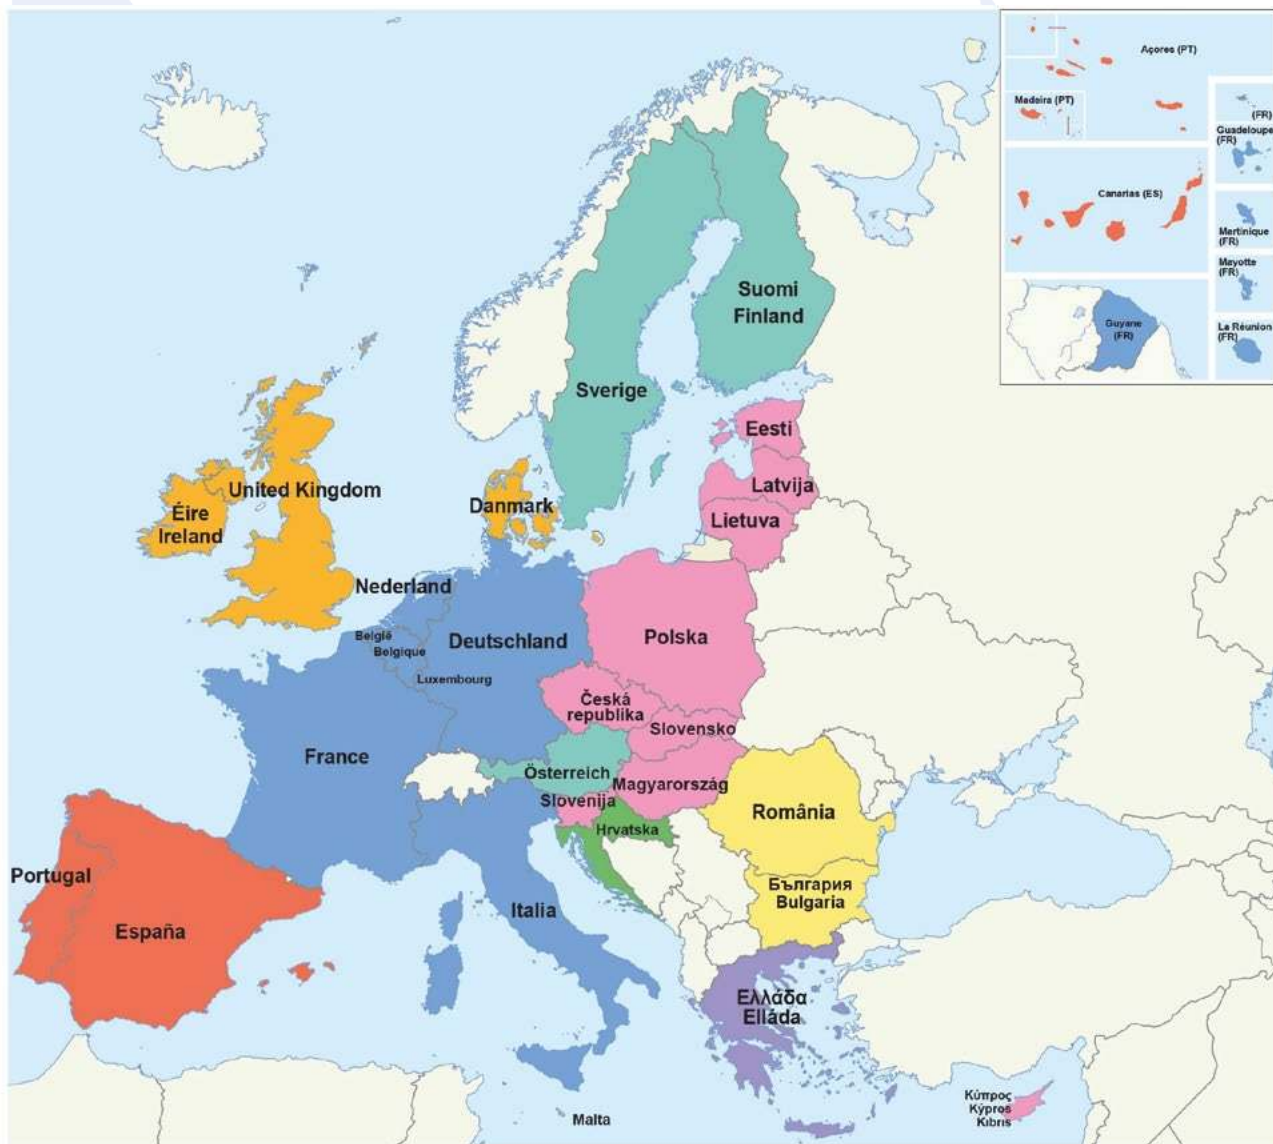 Açores (PT)
Madeira (PT)
(FR)
Guadeloupe
(FR)
Canarias (ES)
Martinique
(FR)
Mayotte
(FR)
Guyane
(FR)
La Réunion
(FR)
Suomi
Finland
Sverige
Eesti
Latvija
Lietuva
United Kingdom
Éire
Ireland
Danmark
Nederland
België
Belgique
Deutschland
Luxembourg
Polska
Česká
republika
Slovensko
France
Österreich
Magyarország
Slovenija
Hrvatska
România
България
Bulgaria
Portugal
España
Italia
Ελλάδα
Elláda
Malta
Κύπρος
Kýpros
Kıbrıs